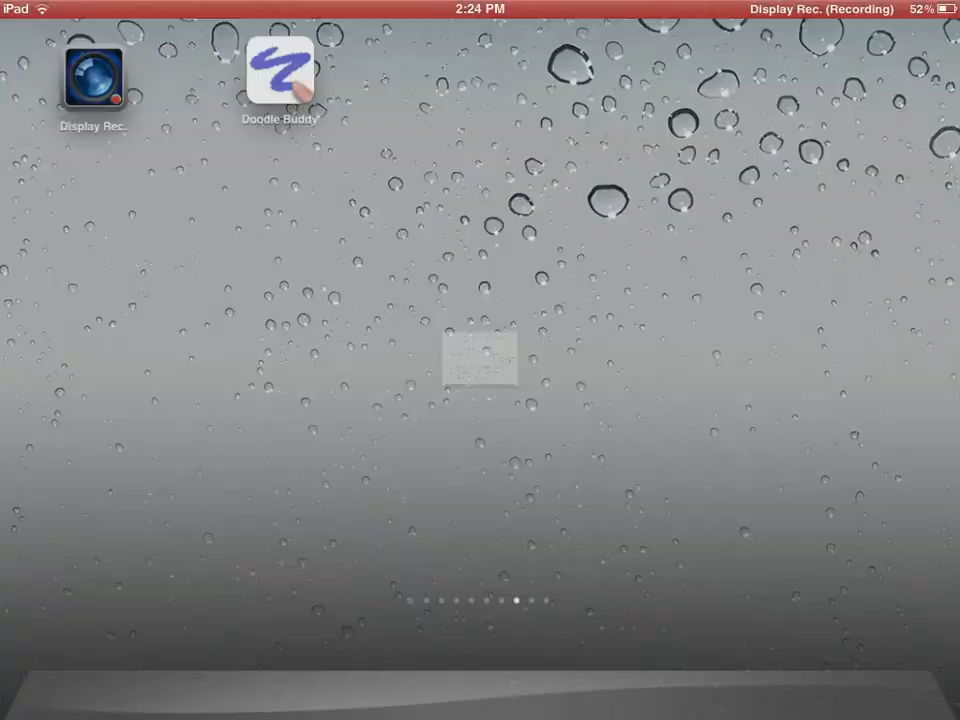 iPad 2:24 PM Display Rec. (Recording) 52%
Display Rec. Doodle Buddy